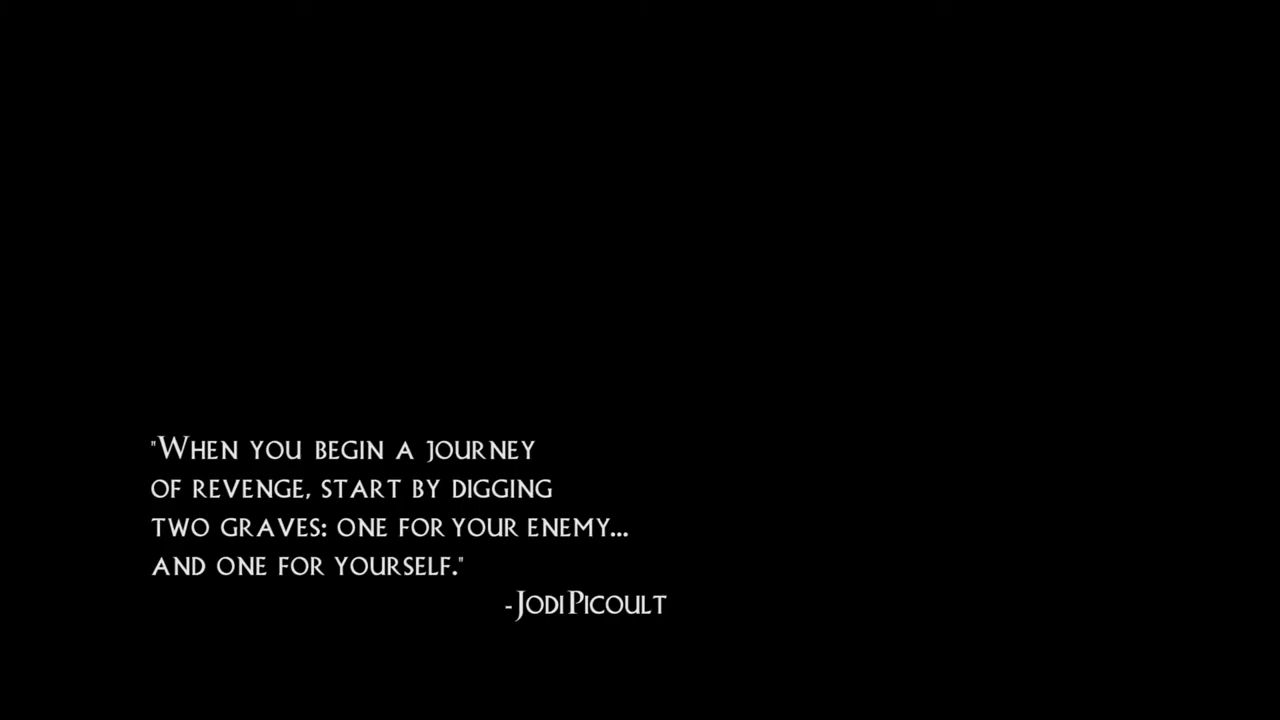 "When you begin a journey
of revenge, start by digging
two graves: one for your enemy...
and one for yourself."
-Jodi Picoult